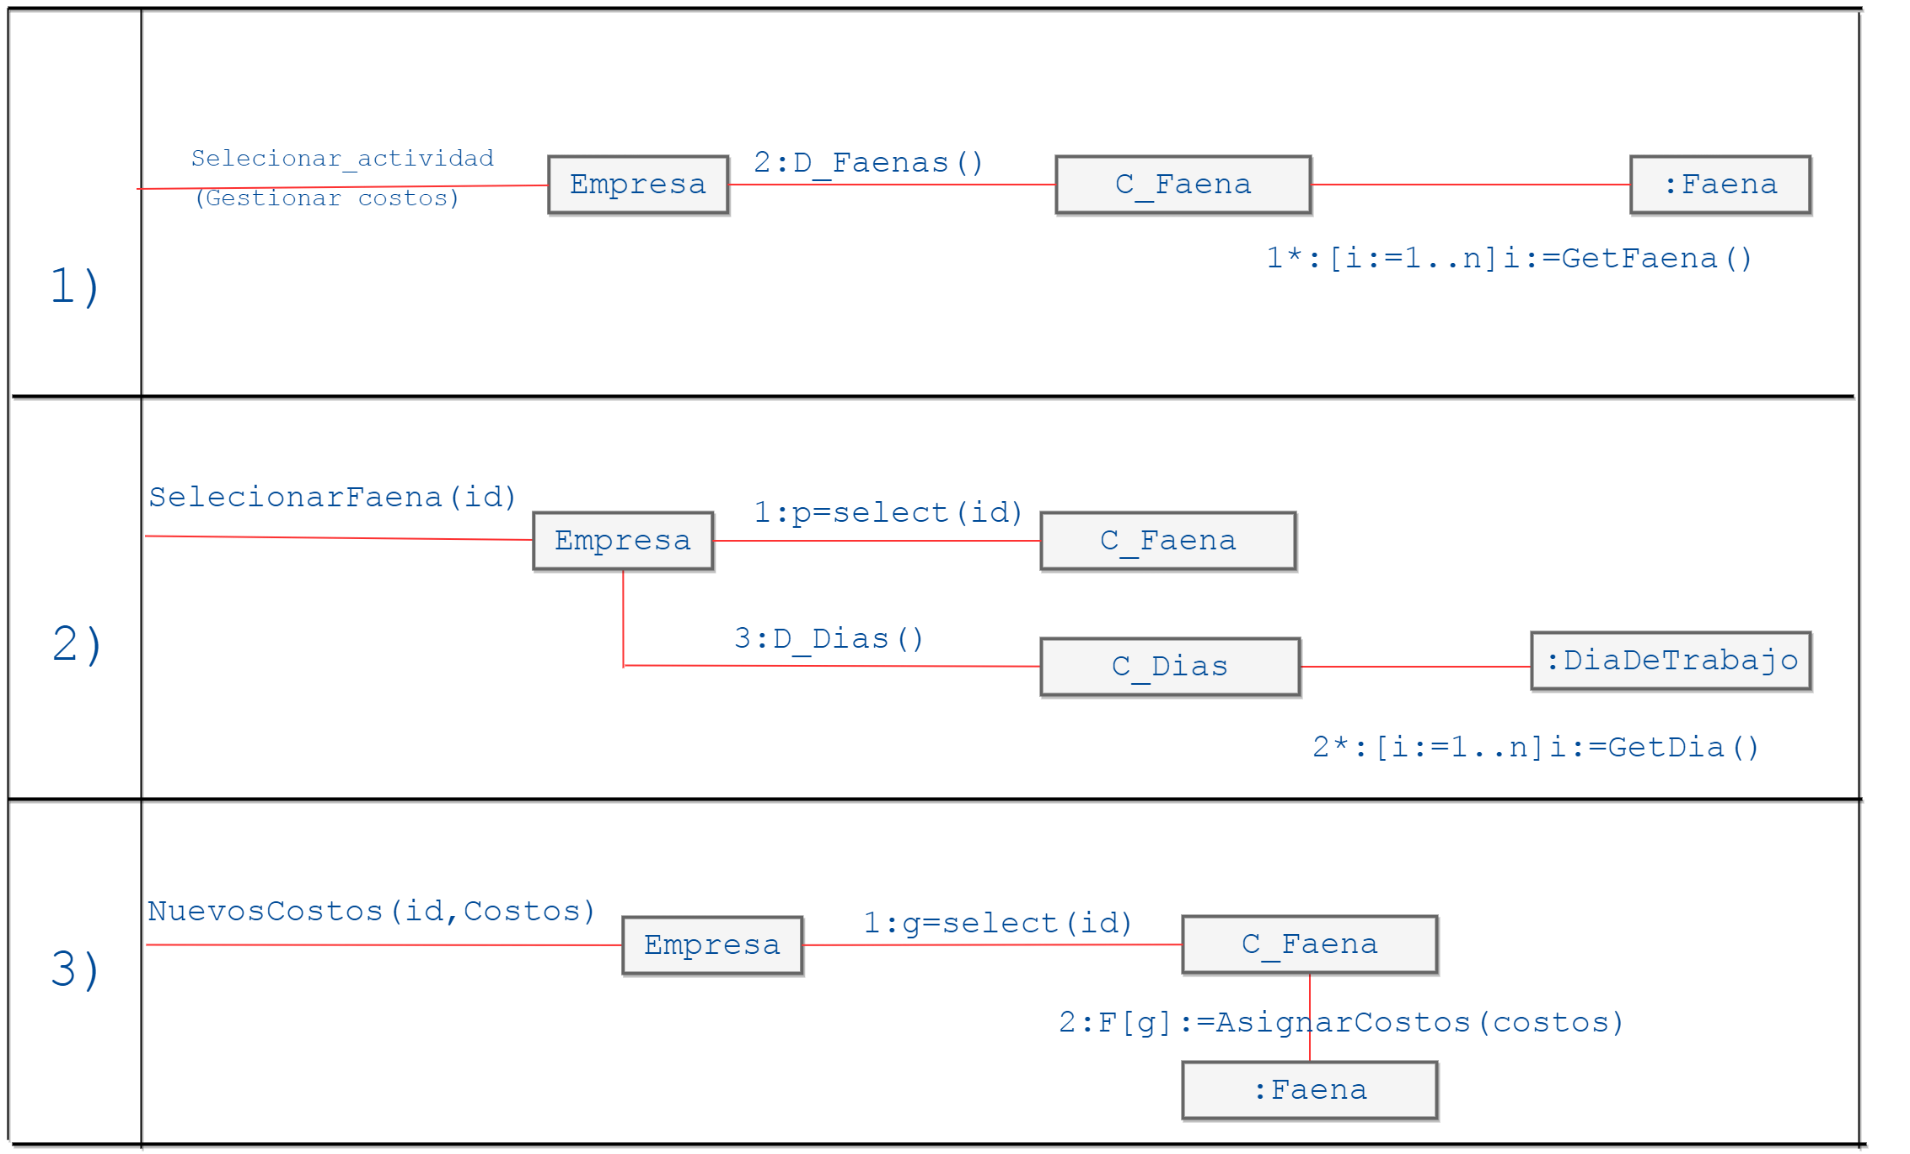 1)
Selecionar_actividad
(Gestionar costos)
Empresa
2:D_Faenas()
C_Faena
:Faena
1*:[i:=1..n]i:=GetFaena()
2)
SelecionarFaena(id)
Empresa
1:p=select(id)
C_Faena
3:D_Dias()
C_Dias
:DiaDeTrabajo
2*:[i:=1..n]i:=GetDia()
3)
NuevosCostos(id,Costos)
Empresa
1:g=select(id)
C_Faena
2:F[g]:=AsignarCostos(costos)
:Faena